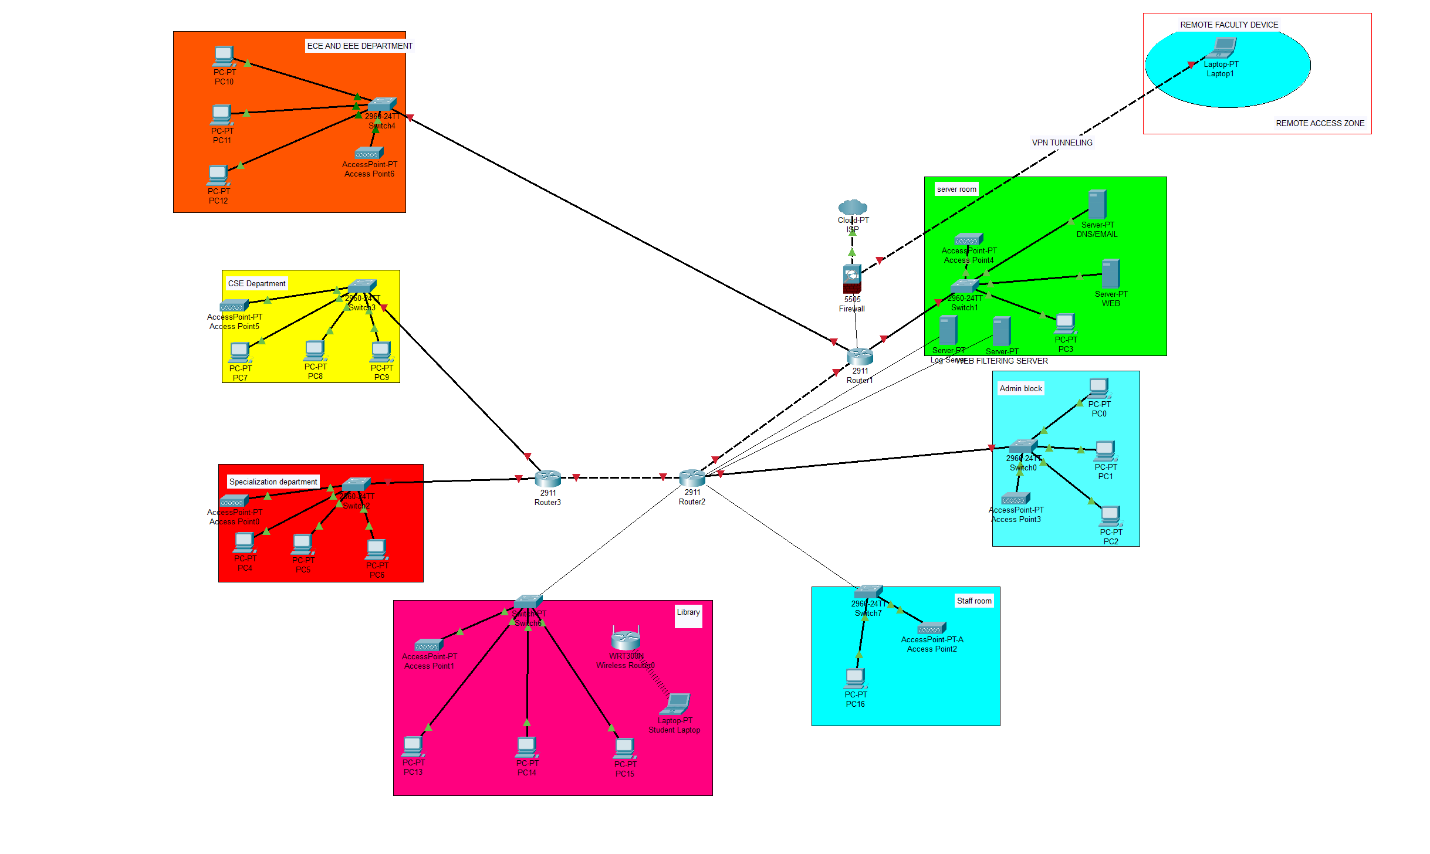 REMOTE FACULTY DEVICE
Laptop-PT
Laptop1
REMOTE ACCESS ZONE
VPN TUNNELING
ECE AND EEE DEPARTMENT
PC-PT
PC10
PC-PT
PC11
PC-PT
PC12
2960-24TT
Switch4
AccessPoint-PT
Access Point6
Cloud-PT
ISP
5505
Firewall
2911
Router1
server room
Server-PT
DNS/EMAIL
AccessPoint-PT
Access Point4
2960-24TT
Switch1
Server-PT
WEB
PC-PT
PC3
Server-PT
Log Server
Server-PT
WEB FILTERING SERVER
CSE Department
2960-24TT
Switch3
AccessPoint-PT
Access Point5
PC-PT
PC7
PC-PT
PC8
PC-PT
PC9
Admin block
PC-PT
PC0
2960-24TT
Switch0
PC-PT
PC1
AccessPoint-PT
Access Point3
PC-PT
PC2
Specialization department
2960-24TT
Switch2
AccessPoint-PT
Access Point0
PC-PT
PC4
PC-PT
PC5
PC-PT
PC6
2911
Router3
2911
Router2
Library
Switch-PT
Switch6
AccessPoint-PT
Access Point1
WRT300N
Wireless Router0
Laptop-PT
Student Laptop
PC-PT
PC13
PC-PT
PC14
PC-PT
PC15
Staff room
2960-24TT
Switch7
AccessPoint-PT-A
Access Point2
PC-PT
PC16